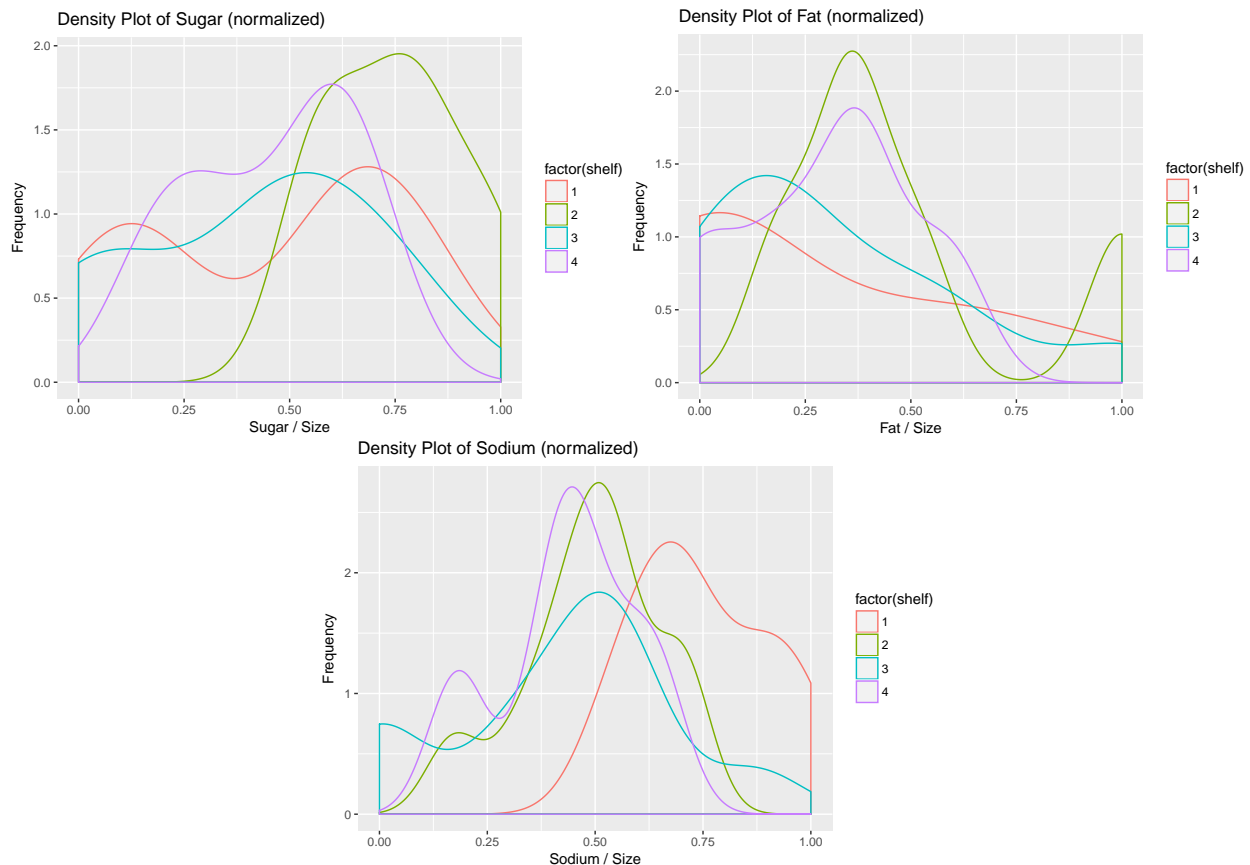 Density Plot of Sugar (normalized)
2.0
1.5
1.0
0.5
0.0
Frequency
0.00 0.25 0.50 0.75 1.00
Sugar / Size
factor(shelf)
1
2
3
4
Density Plot of Fat (normalized)
2.0
1.5
1.0
0.5
0.0
Frequency
0.00 0.25 0.50 0.75 1.00
Fat / Size
factor(shelf)
1
2
3
4
Density Plot of Sodium (normalized)
2
1
0
Frequency
0.00 0.25 0.50 0.75 1.00
Sodium / Size
factor(shelf)
1
2
3
4